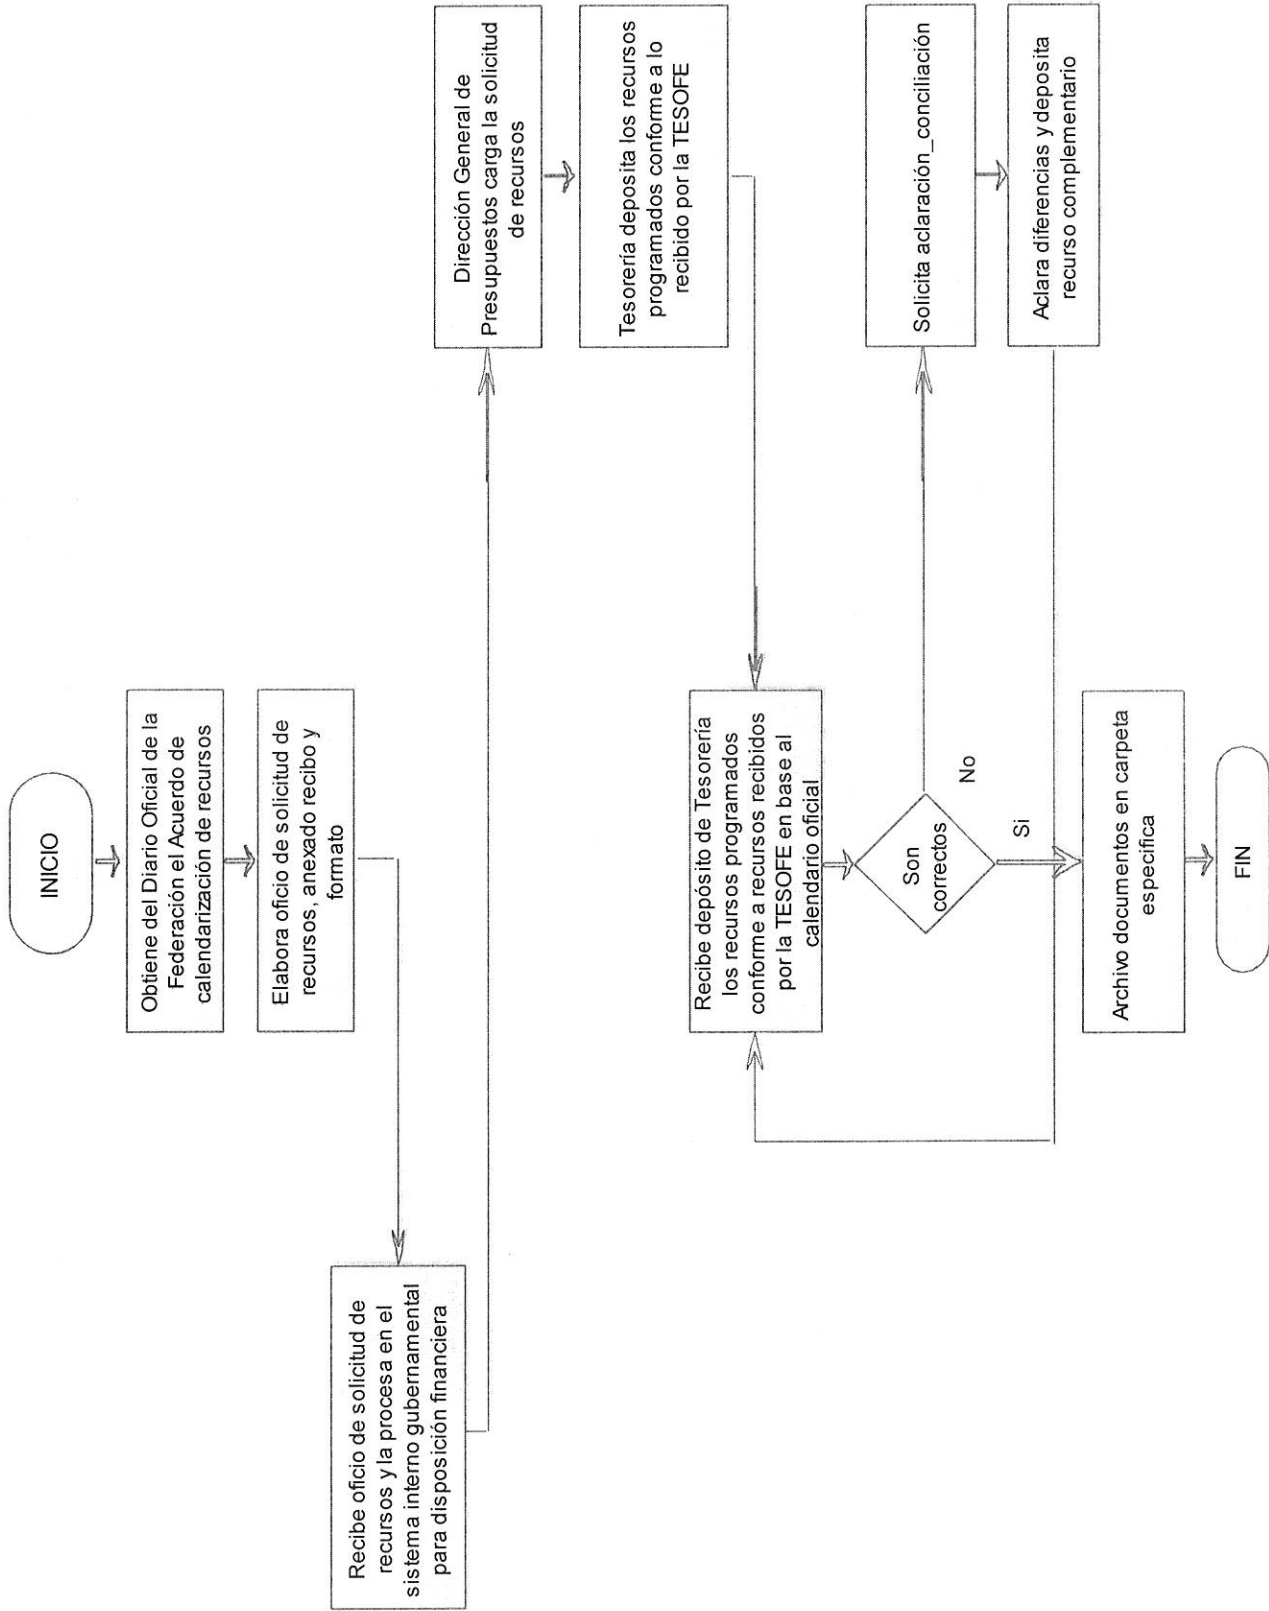 INICIO
Obtiene del Diario Oficial de la
Federación el Acuerdo de
calendarización de recursos
Elabora oficio de solicitud de
recursos, anexado recibo y
formato
Recibe oficio de solicitud de
recursos y la procesa en el
sistema interno gubernamental
para disposición financiera
Dirección General de
Presupuestos carga la solicitud
de recursos
Tesorería deposita los recursos
programados conforme a lo
recibido por la TESOFE
Recibe depósito de Tesorería
los recursos programados
conforme a recursos recibidos
por la TESOFE en base al
calendario oficial
Son
correctos
No
Si
Solicita aclaración_conciliación
Aclara diferencias y deposita
recurso complementario
Archivo documentos en carpeta
especifica
FIN